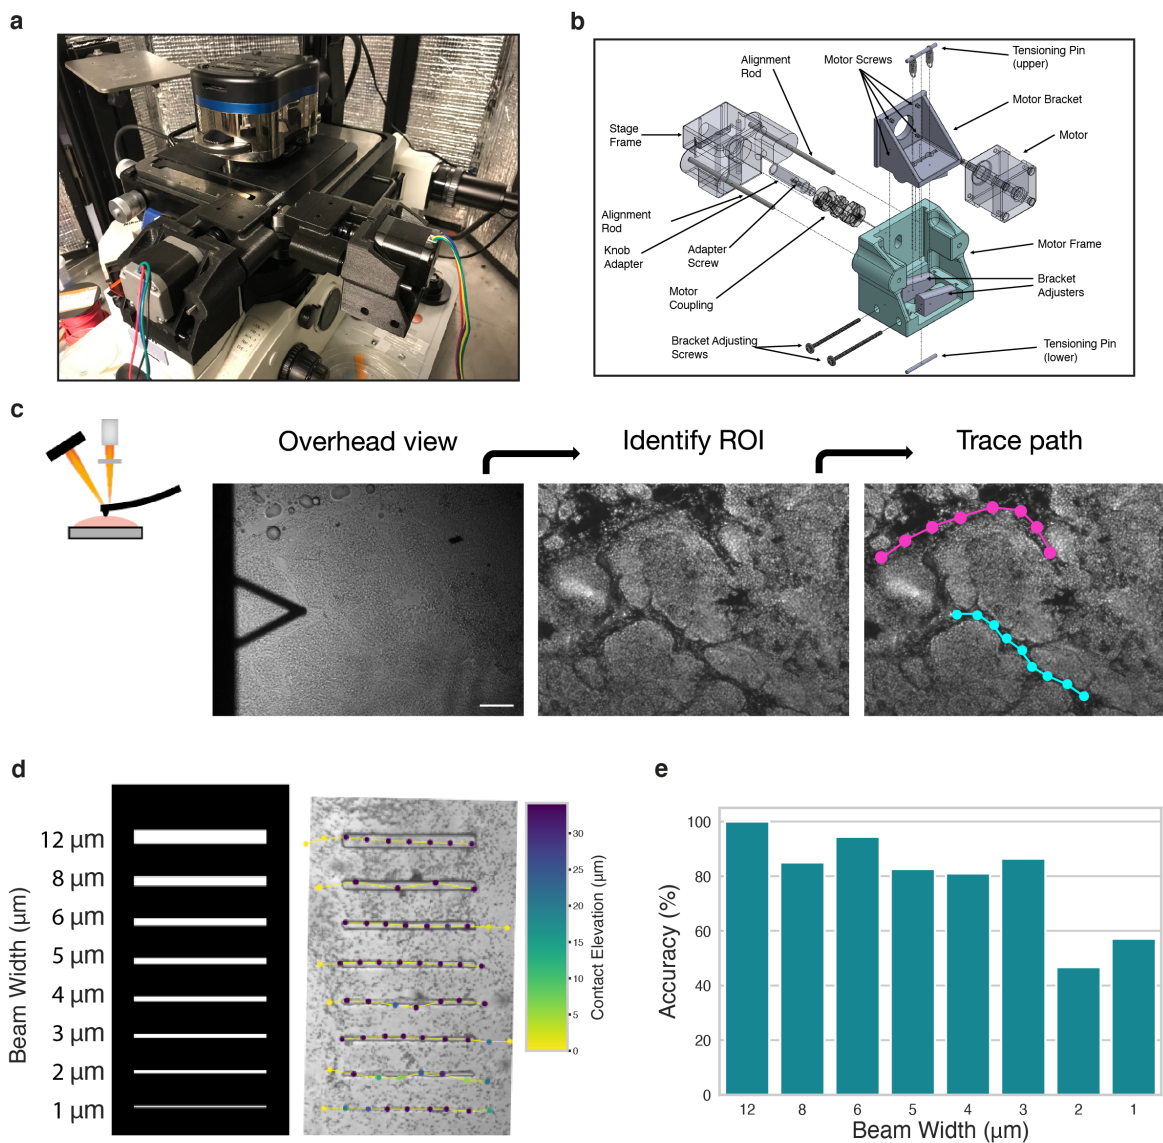 a
b
Tensioning Pin
(upper)
Motor Screws
Alignment
Rod
Motor Bracket
Stage
Frame
Motor
Alignment
Rod
Knob
Adapter
Adapter
Screw
Motor Frame
Motor
Coupling
Bracket
Adjusters
Bracket Adjusting
Screws
Tensioning Pin
(lower)
c
Overhead view
Identify ROI
Trace path
d
Beam Width (μm)
12 μm
8 μm
6 μm
5 μm
4 μm
3 μm
2 μm
1 μm
30
25
20
15
10
5
0
Contact Elevation (μm)
e
Accuracy (%)
100
80
60
40
20
0
12 8 6 5 4 3 2 1
Beam Width (μm)